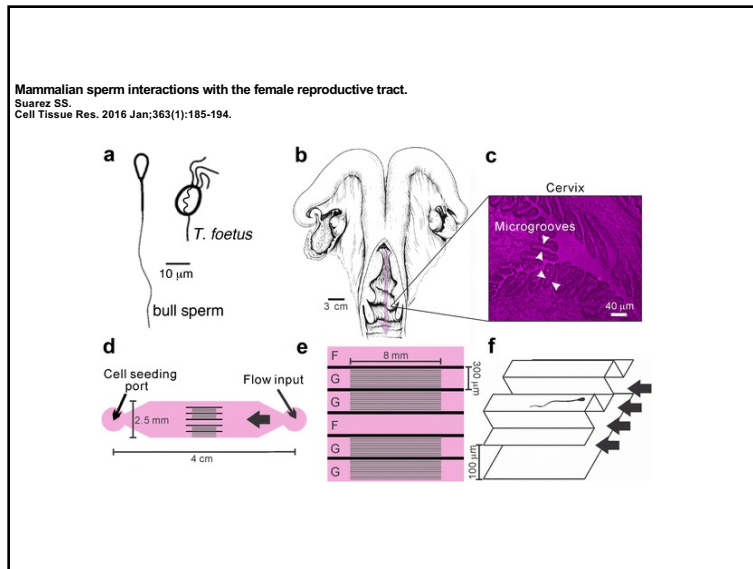 Mammalian sperm interactions with the female reproductive tract.
Suarez SS.
Cell Tissue Res. 2016 Jan;363(1):185-194.
a
T. foetus
10 μm
bull sperm
b
3 cm
c
Cervix
Microgrooves
40 μm
d
Cell seeding
port
Flow input
2.5 mm
4 cm
e
F
8 mm
G
300 μm
G
F
G
G
f
100 μm